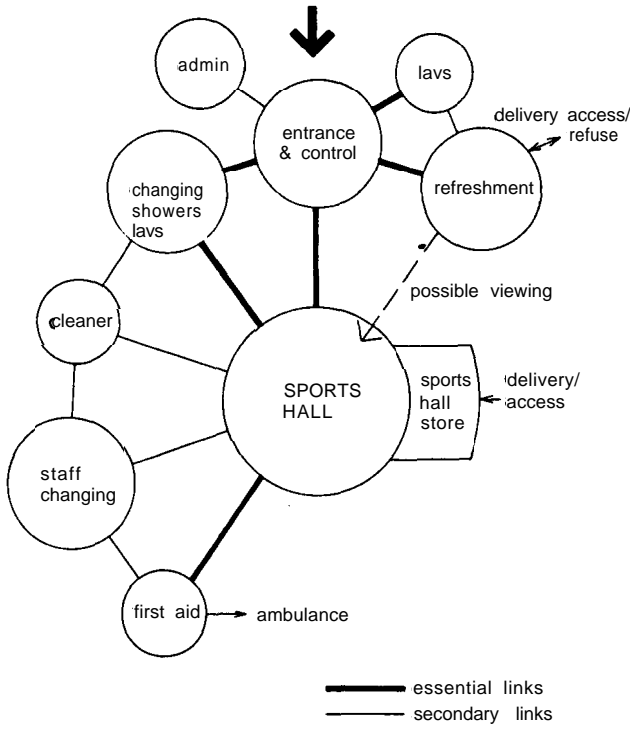 admin
lavs
delivery access/
refuse
entrance
& control
refreshment
changing
showers
lavs
possible viewing
cleaner
SPORTS
HALL
sports
hall
store
delivery/
access
staff
changing
first aid
ambulance
essential links
secondary links